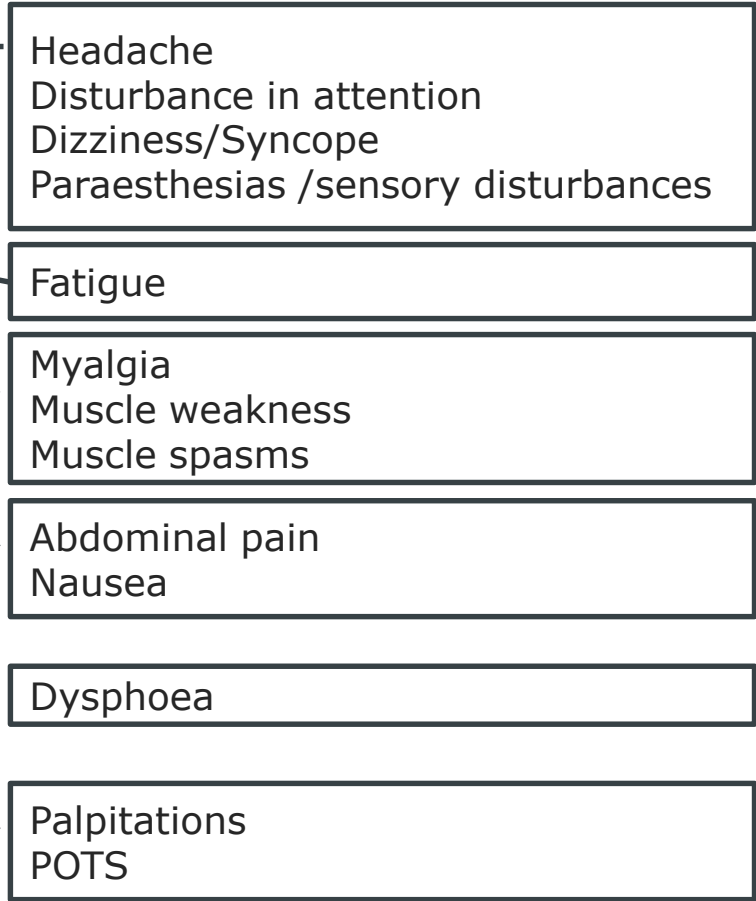 Headache
Disturbance in attention
Dizziness/Syncope
Paraesthesias /sensory disturbances
Fatigue
Myalgia
Muscle weakness
Muscle spasms
Abdominal pain
Nausea
Dysphoea
Palpitations
POTS